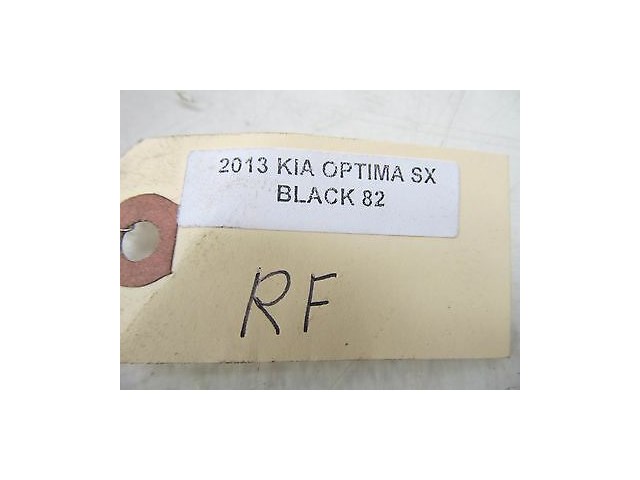 2013 KIA OPTIMA SX
BLACK 82
RF